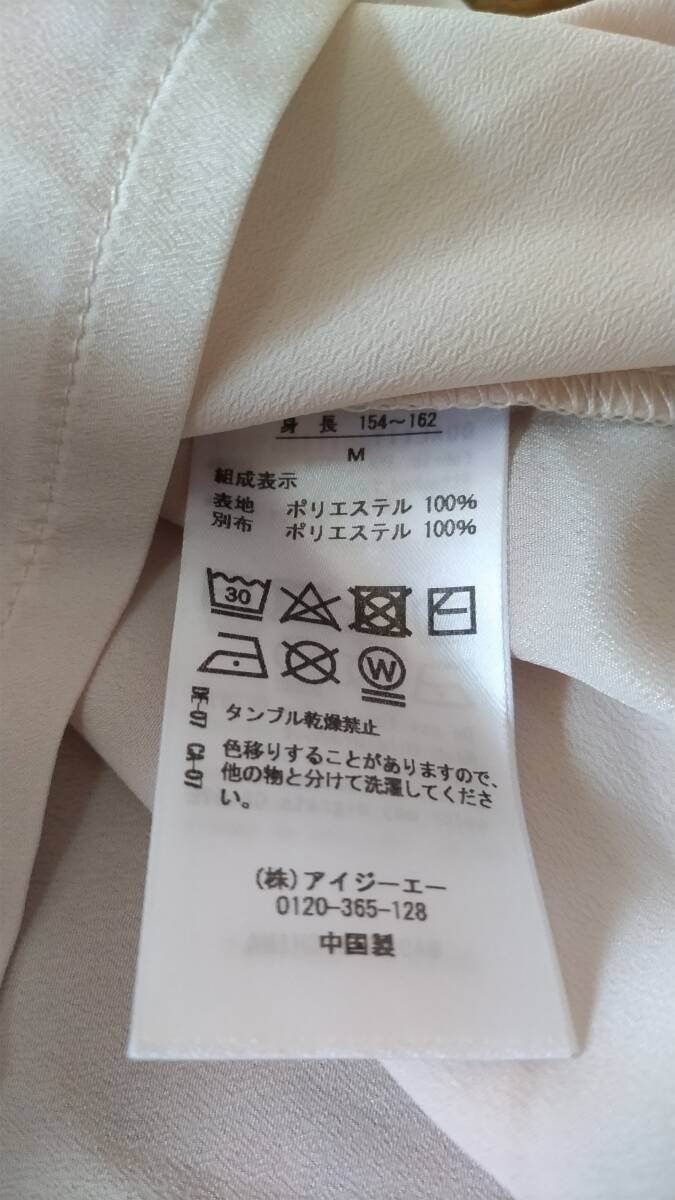 身 長 154～162
M
組成表示
表地 ポリエステル 100%
別布 ポリエステル 100%
30
W
タンブル乾燥禁止
色移りすることがありますので、
他の物と分けて洗濯してくださ
い。
CA-07
(株)アイジーエー
0120-365-128
中国製